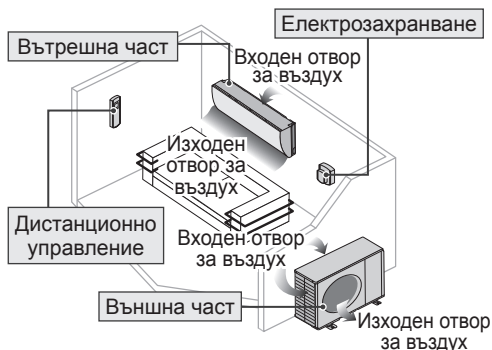 Електрозахранване
Вътрешна част
Входен отвор
за въздух
Изходен
отвор за
въздух
Дистанционно
управление
Входен отвор
за въздух
Външна част
Изходен отвор
за въздух